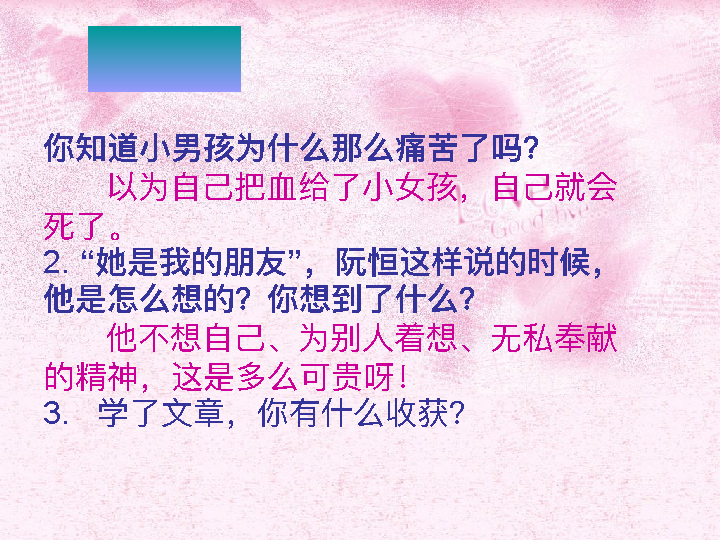 你知道小男孩为什么那么痛苦了吗？
以为自己把血给了小女孩，自己就会
死了。
2. “她是我的朋友”，阮恒这样说的时候，
他是怎么想的？你想到了什么？
他不想自己、为别人着想、无私奉献
的精神，这是多么可贵呀！
3. 学了文章，你有什么收获？